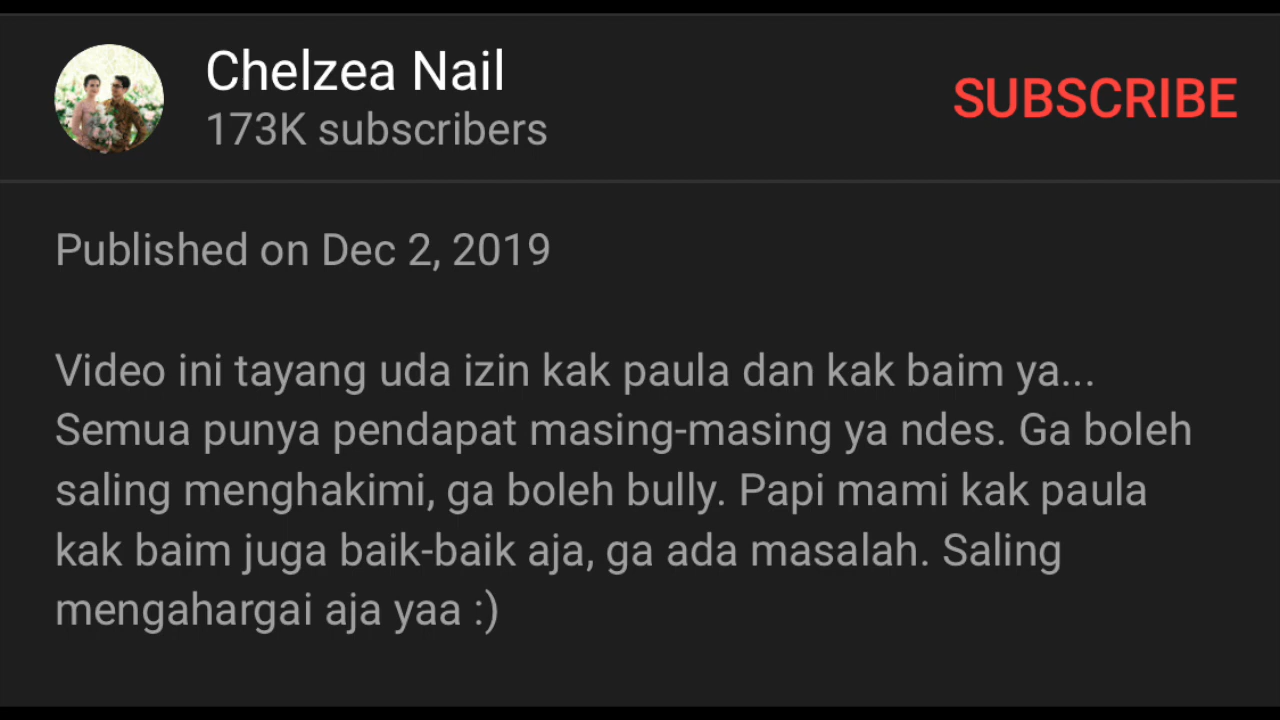 Chelzea Nail
173K subscribers
SUBSCRIBE
Published on Dec 2, 2019
Video ini tayang uda izin kak paula dan kak baim ya...
Semua punya pendapat masing-masing ya ndes. Ga boleh
saling menghakimi, ga boleh bully. Papi mami kak paula
kak baim juga baik-baik aja, ga ada masalah. Saling
mengahargai aja yaa :)